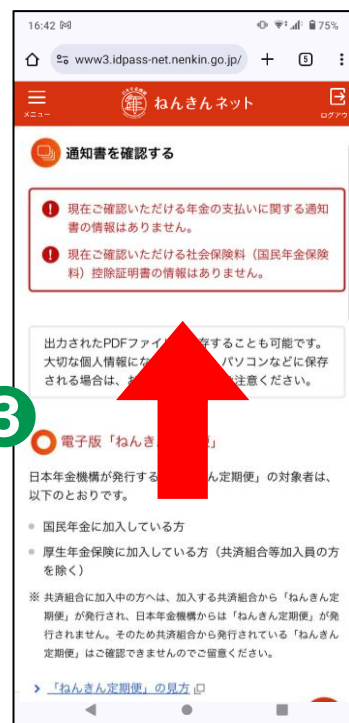 16:42 75%
www3.idpass-net.nenkin.go.jp/ + 5
メニュー ねんきんネット ログアウ
通知書を確認する
現在ご確認いただける年金の支払いに関する通知
書の情報はありません。
現在ご確認いただける社会保険料（国民年金保険
料）控除証明書の情報はありません。
出力されたPDFファイ 存することも可能です。
大切な個人情報にな パソコンなどに保存
される場合は、 注意ください。
3
電子版「ねんき 」
日本年金機構が発行する ん定期便」の対象者は、
以下のとおりです。
国民年金に加入している方
厚生年金保険に加入している方（共済組合等加入員の方
を除く）
※ 共済組合に加入中の方へは、加入する共済組合から「ねんきん定
期便」が発行され、日本年金機構からは「ねんきん定期便」が発
行されません。そのため共済組合から発行されている「ねんきん
定期便」はご確認できませんのでご留意ください。
「ねんきん定期便」の見方